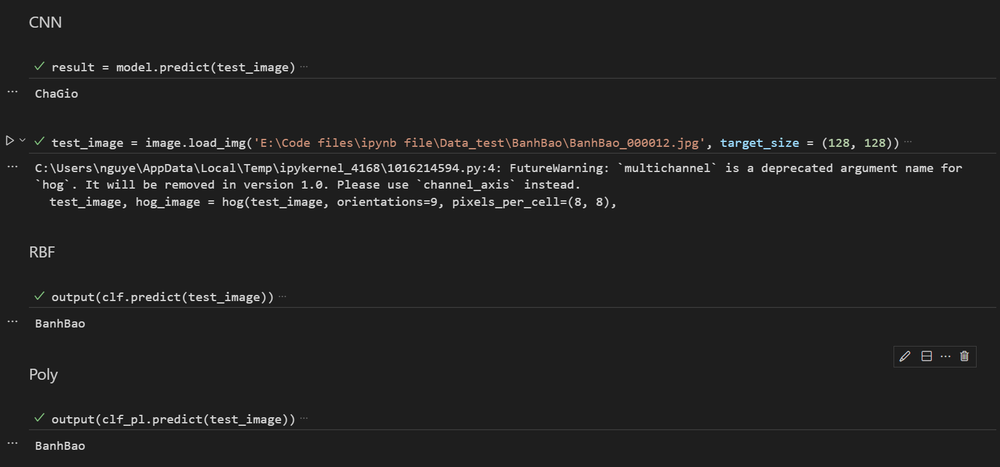 CNN
result = model.predict(test_image) ···
ChaGio
test_image = image.load_img('E:\Code files\ipynb file\Data_test\BanhBao\BanhBao_000012.jpg', target_size = (128, 128)) ···
C:\Users\nguye\AppData\Local\Temp\ipykernel_4168\1016214594.py:4: FutureWarning: `multichannel` is a deprecated argument name for
`hog`. It will be removed in version 1.0. Please use `channel_axis` instead.
  test_image, hog_image = hog(test_image, orientations=9, pixels_per_cell=(8, 8),
RBF
output(clf.predict(test_image)) ···
BanhBao
Poly
output(clf_pl.predict(test_image)) ···
BanhBao